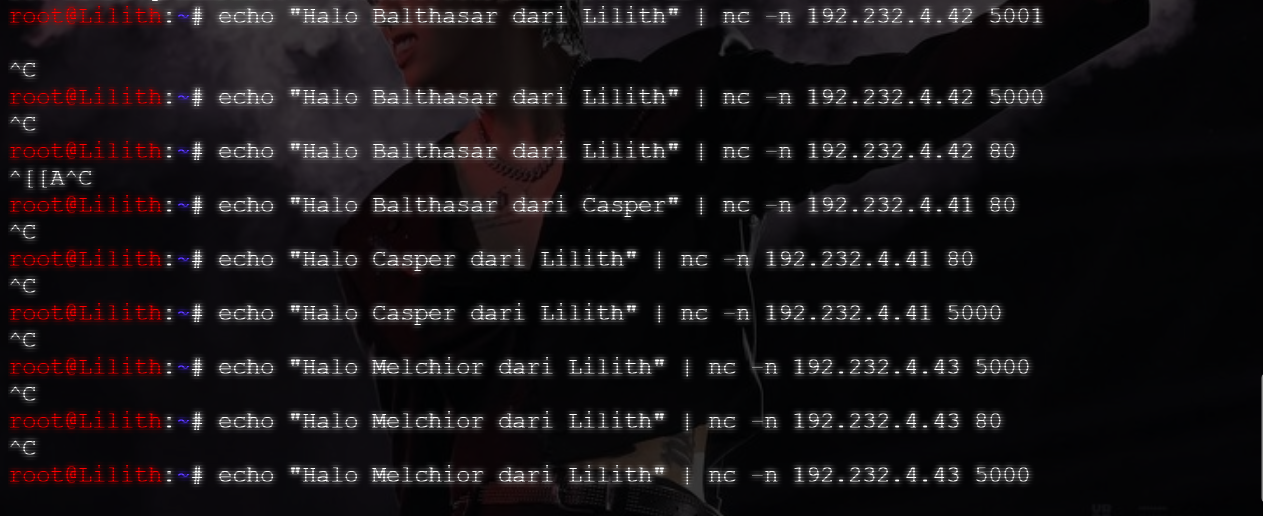 root@Lilith:~# echo "Halo Balthasar dari Lilith" | nc -n 192.232.4.42 5001
^C
root@Lilith:~# echo "Halo Balthasar dari Lilith" | nc -n 192.232.4.42 5000
^C
root@Lilith:~# echo "Halo Balthasar dari Lilith" | nc -n 192.232.4.42 80
^[[A^C
root@Lilith:~# echo "Halo Balthasar dari Casper" | nc -n 192.232.4.41 80
^C
root@Lilith:~# echo "Halo Casper dari Lilith" | nc -n 192.232.4.41 80
^C
root@Lilith:~# echo "Halo Casper dari Lilith" | nc -n 192.232.4.41 5000
^C
root@Lilith:~# echo "Halo Melchior dari Lilith" | nc -n 192.232.4.43 5000
^C
root@Lilith:~# echo "Halo Melchior dari Lilith" | nc -n 192.232.4.43 80
^C
root@Lilith:~# echo "Halo Melchior dari Lilith" | nc -n 192.232.4.43 5000